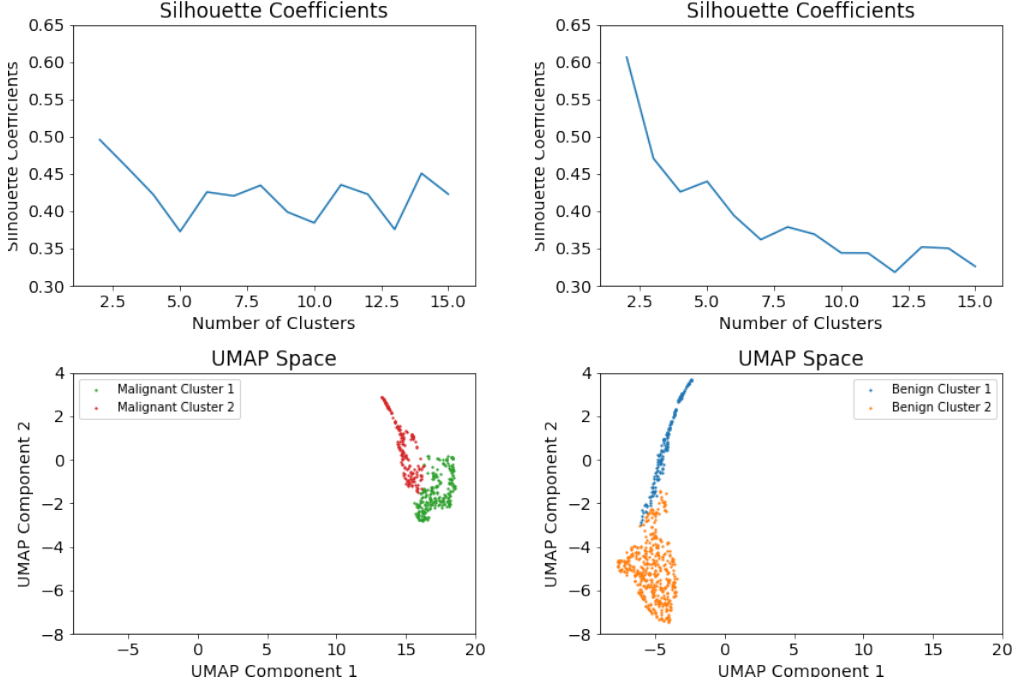 Silhouette Coefficients
Silhouette Coefficients
0.65
0.60
0.55
0.50
0.45
0.40
0.35
0.30
Silhouette Coefficients
2.5 5.0 7.5 10.0 12.5 15.0
Number of Clusters
0.65
0.60
0.55
0.50
0.45
0.40
0.35
0.30
Silhouette Coefficients
2.5 5.0 7.5 10.0 12.5 15.0
Number of Clusters
UMAP Space
Malignant Cluster 1
Malignant Cluster 2
4
2
0
−2
−4
−6
−8
UMAP Component 2
−5 0 5 10 15 20
UMAP Component 1
UMAP Space
Benign Cluster 1
Benign Cluster 2
4
2
0
−2
−4
−6
−8
UMAP Component 2
−5 0 5 10 15 20
UMAP Component 1